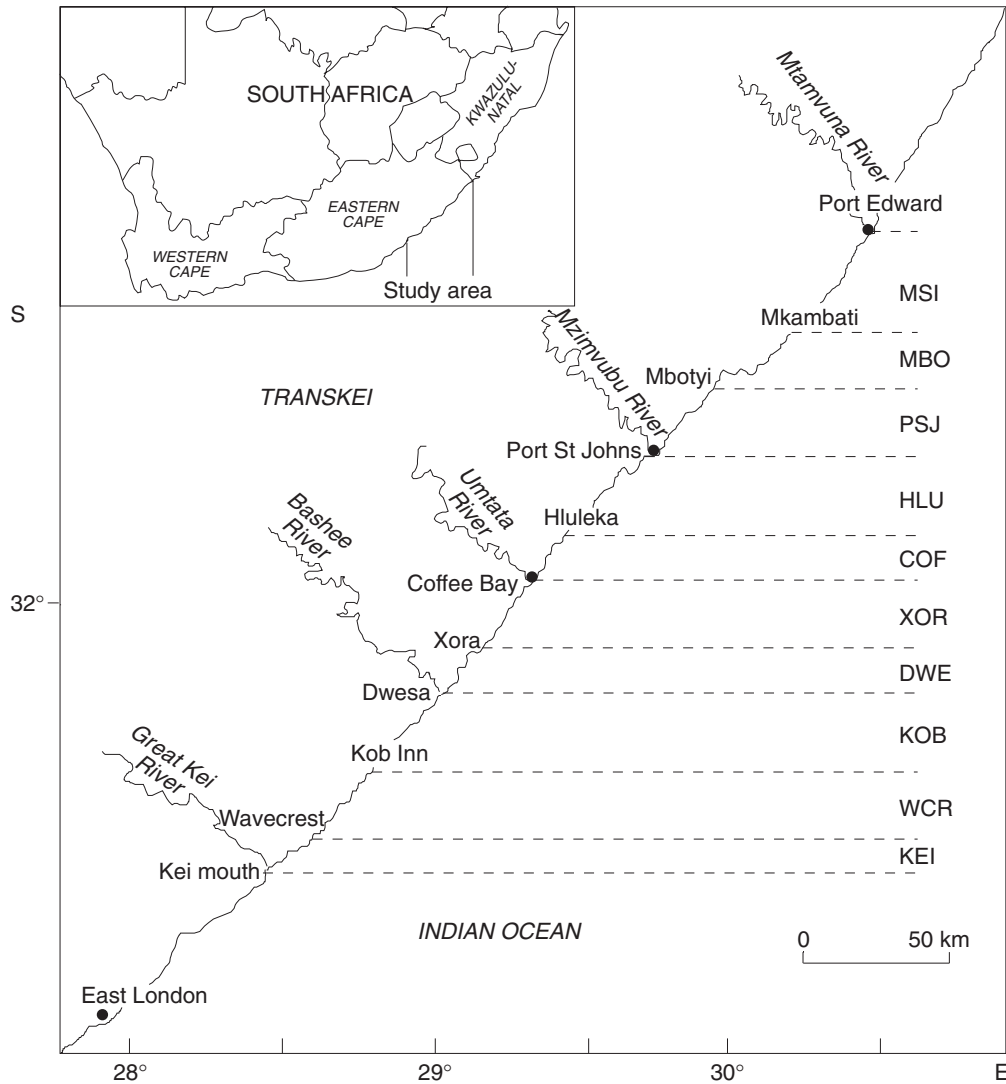 SOUTH AFRICA
KWAZULU-
NATAL
EASTERN
CAPE
WESTERN
CAPE
Study area
Mtamvuna River
Port Edward
MSI
S
Mkambati
MBO
Mzimvubu River
Mbotyi
TRANSKEI
PSJ
Port St Johns
Umtata
River
HLU
Bashee
River
Hluleka
COF
Coffee Bay
32°
XOR
Xora
DWE
Dwesa
KOB
Great Kei
River
Kob Inn
WCR
Wavecrest
KEI
Kei mouth
INDIAN OCEAN
0 50 km
East London
28° 29° 30° E